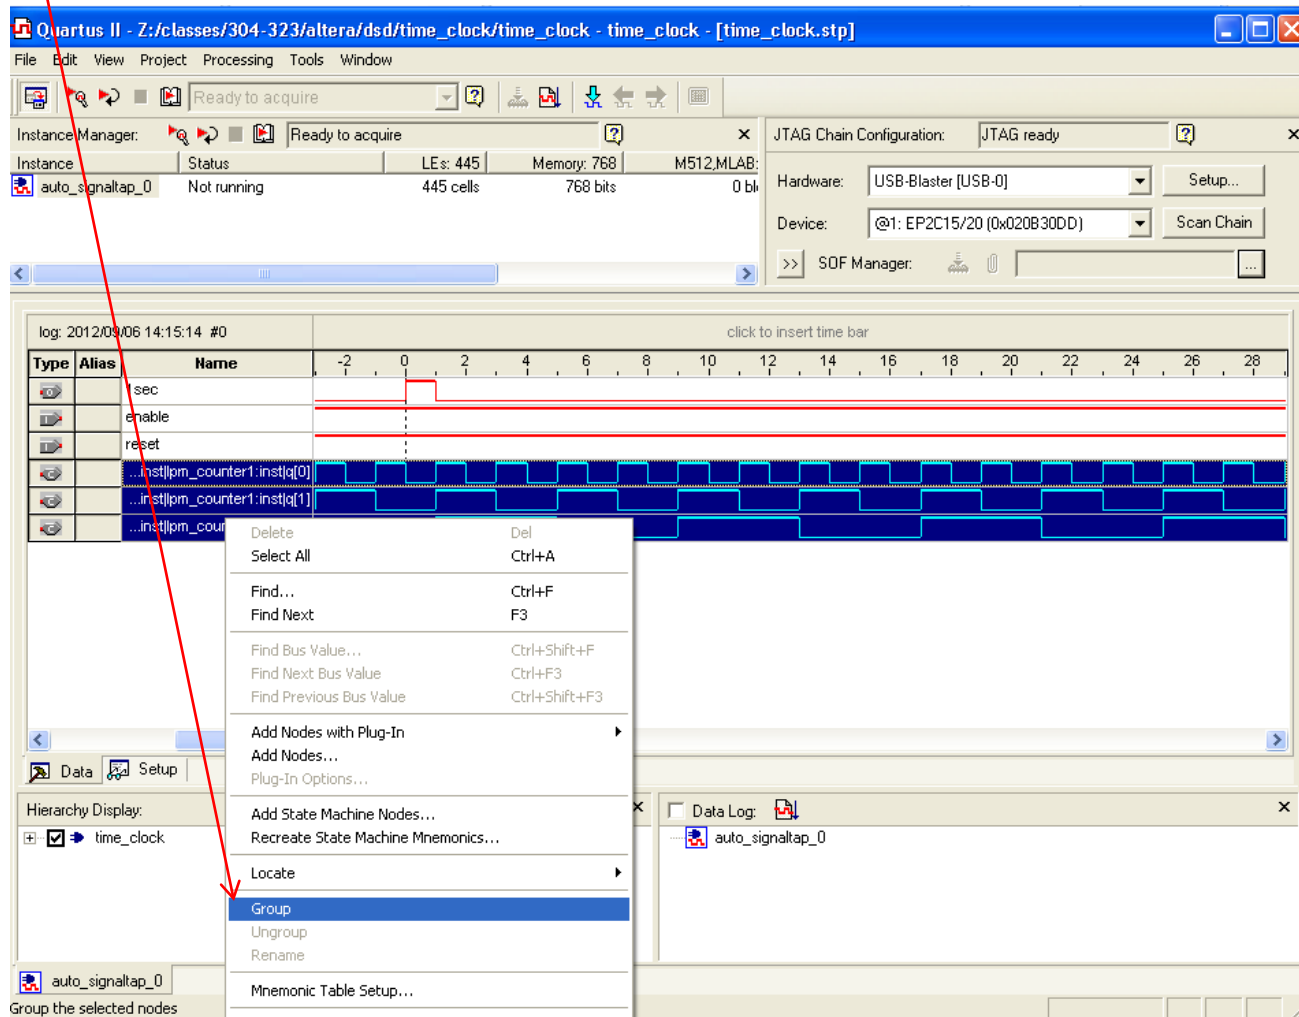 Quartus II - Z:/classes/304-323/altera/dsd/time_clock/time_clock - time_clock - [time_clock.stp]
File Edit View Project Processing Tools Window
Ready to acquire
Instance Manager: Ready to acquire
JTAG Chain Configuration: JTAG ready
Instance Status LEs: 445 Memory: 768 M512,MLAB:
auto_signaltap_0 Not running 445 cells 768 bits 0 bl
Hardware: USB-Blaster [USB-0] Setup...
Device: @1: EP2C15/20 (0x020B30DD) Scan Chain
>> SOF Manager: ...
log: 2012/09/06 14:15:14 #0 click to insert time bar
Type Alias Name -2 0 2 4 6 8 10 12 14 16 18 20 22 24 26 28
1sec
enable
reset
...inst|lpm_counter1:inst|q[0]
...inst|lpm_counter1:inst|q[1]
...inst|lpm_cour
Delete Del
Select All Ctrl+A
Find... Ctrl+F
Find Next F3
Find Bus Value... Ctrl+Shift+F
Find Next Bus Value Ctrl+F3
Find Previous Bus Value Ctrl+Shift+F3
Add Nodes with Plug-In
Add Nodes...
Plug-In Options...
Add State Machine Nodes...
Recreate State Machine Mnemonics...
Locate
Group
Ungroup
Rename
Mnemonic Table Setup...
Data Setup
Hierarchy Display:
time_clock
Data Log:
auto_signaltap_0
auto_signaltap_0
Group the selected nodes